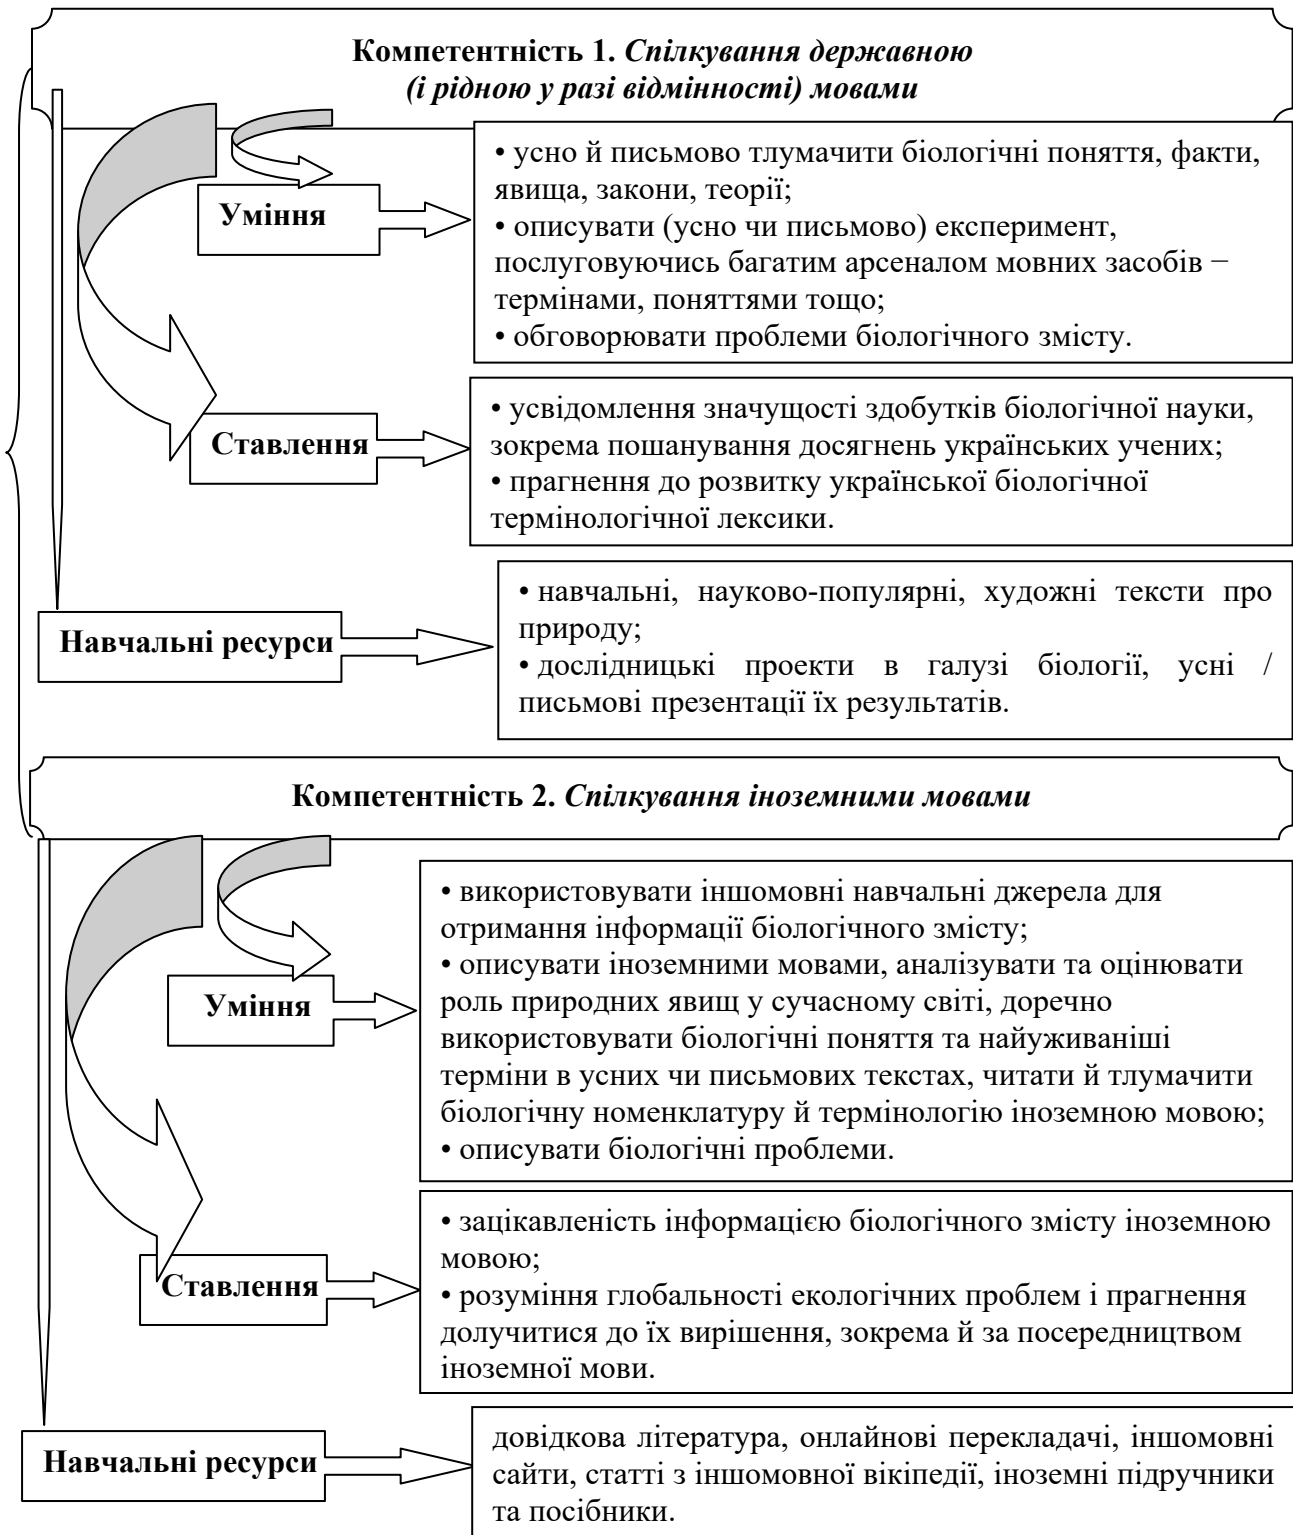 Компетентність 1. Спілкування державною
(і рідною у разі відмінності) мовами
Уміння
• усно й письмово тлумачити біологічні поняття, факти,
явища, закони, теорії;
• описувати (усно чи письмово) експеримент,
послуговуючись багатим арсеналом мовних засобів −
термінами, поняттями тощо;
• обговорювати проблеми біологічного змісту.
Ставлення
• усвідомлення значущості здобутків біологічної науки,
зокрема пошанування досягнень українських учених;
• прагнення до розвитку української біологічної
термінологічної лексики.
Навчальні ресурси
• навчальні, науково-популярні, художні тексти про
природу;
• дослідницькі проекти в галузі біології, усні /
письмові презентації їх результатів.
Компетентність 2. Спілкування іноземними мовами
Уміння
• використовувати іншомовні навчальні джерела для
отримання інформації біологічного змісту;
• описувати іноземними мовами, аналізувати та оцінювати
роль природних явищ у сучасному світі, доречно
використовувати біологічні поняття та найуживаніші
терміни в усних чи письмових текстах, читати й тлумачити
біологічну номенклатуру й термінологію іноземною мовою;
• описувати біологічні проблеми.
Ставлення
• зацікавленість інформацією біологічного змісту іноземною
мовою;
• розуміння глобальності екологічних проблем і прагнення
долучитися до їх вирішення, зокрема й за посередництвом
іноземної мови.
Навчальні ресурси
довідкова література, онлайнові перекладачі, іншомовні
сайти, статті з іншомовної вікіпедії, іноземні підручники
та посібники.